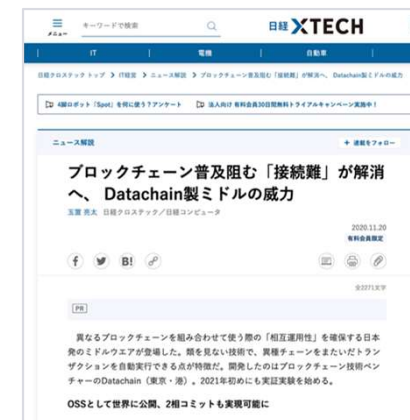 メニュー
キーワードで検索
日経 XTECH
IT
電機
自動車
日経クロステック トップ > IT経営 > ニュース解説 > ブロックチェーン普及阻む「接続難」が解消へ、 Datachain製ミドルの威力
4脚ロボット「Spot」を何に使う?アンケート
法人向け 有料会員30日間無料トライアルキャンペーン実施中!
ニュース解説
+ 連載をフォロー
ブロックチェーン普及阻む「接続難」が解消
へ、 Datachain製ミドルの威力
玉置 亮太 日経クロステック/日経コンピュータ
2020.11.20
有料会員限定
B!
全2271文字
PR
異なるブロックチェーンを組み合わせて使う際の「相互運用性」を確保する日本
発のミドルウエアが登場した。類を見ない技術で、異種チェーンをまたいだトラン
ザクションを自動実行できる点が特徴だ。開発したのはブロックチェーン技術ベン
チャーのDatachain(東京・港)。2021年初めにも実証実験を始める。
OSSとして世界に公開、2相コミットも実現可能に